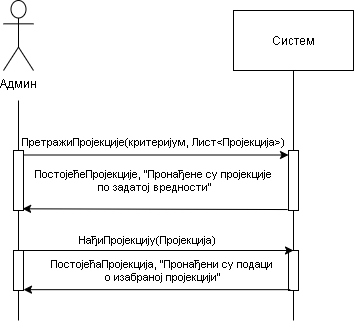 Админ
Систем
ПретражиПројекције(критеријум, Лист<Пројекција>)
ПостојећеПројекције, "Пронађене су пројекције
по задатој вредности"
НађиПројекцију(Пројекција)
ПостојећаПројекција, "Пронађени су подаци
о изабраној пројекцији"